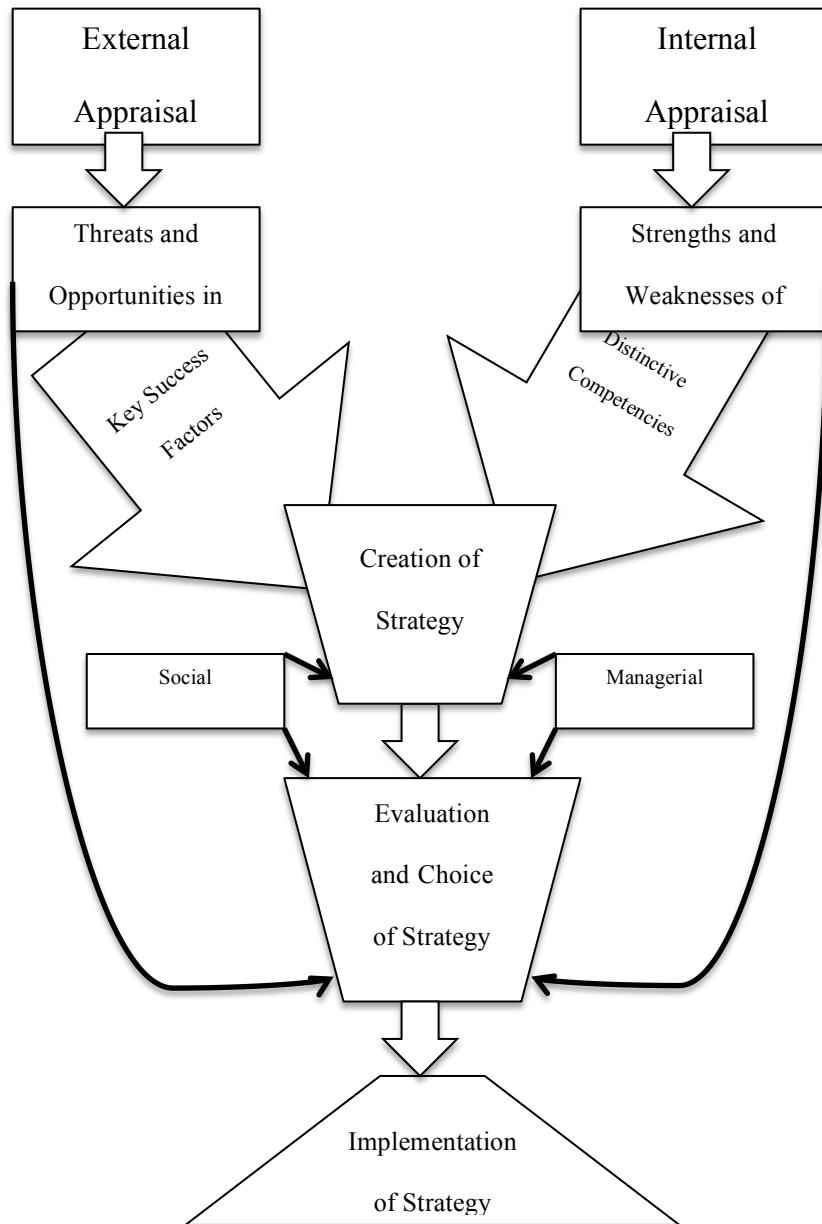 External
Appraisal
Internal
Appraisal
Threats and
Opportunities in
Strengths and
Weaknesses of
Key Success
Factors
Distinctive
Competencies
Creation of
Strategy
Social
Managerial
Evaluation
and Choice
of Strategy
Implementation
of Strategy